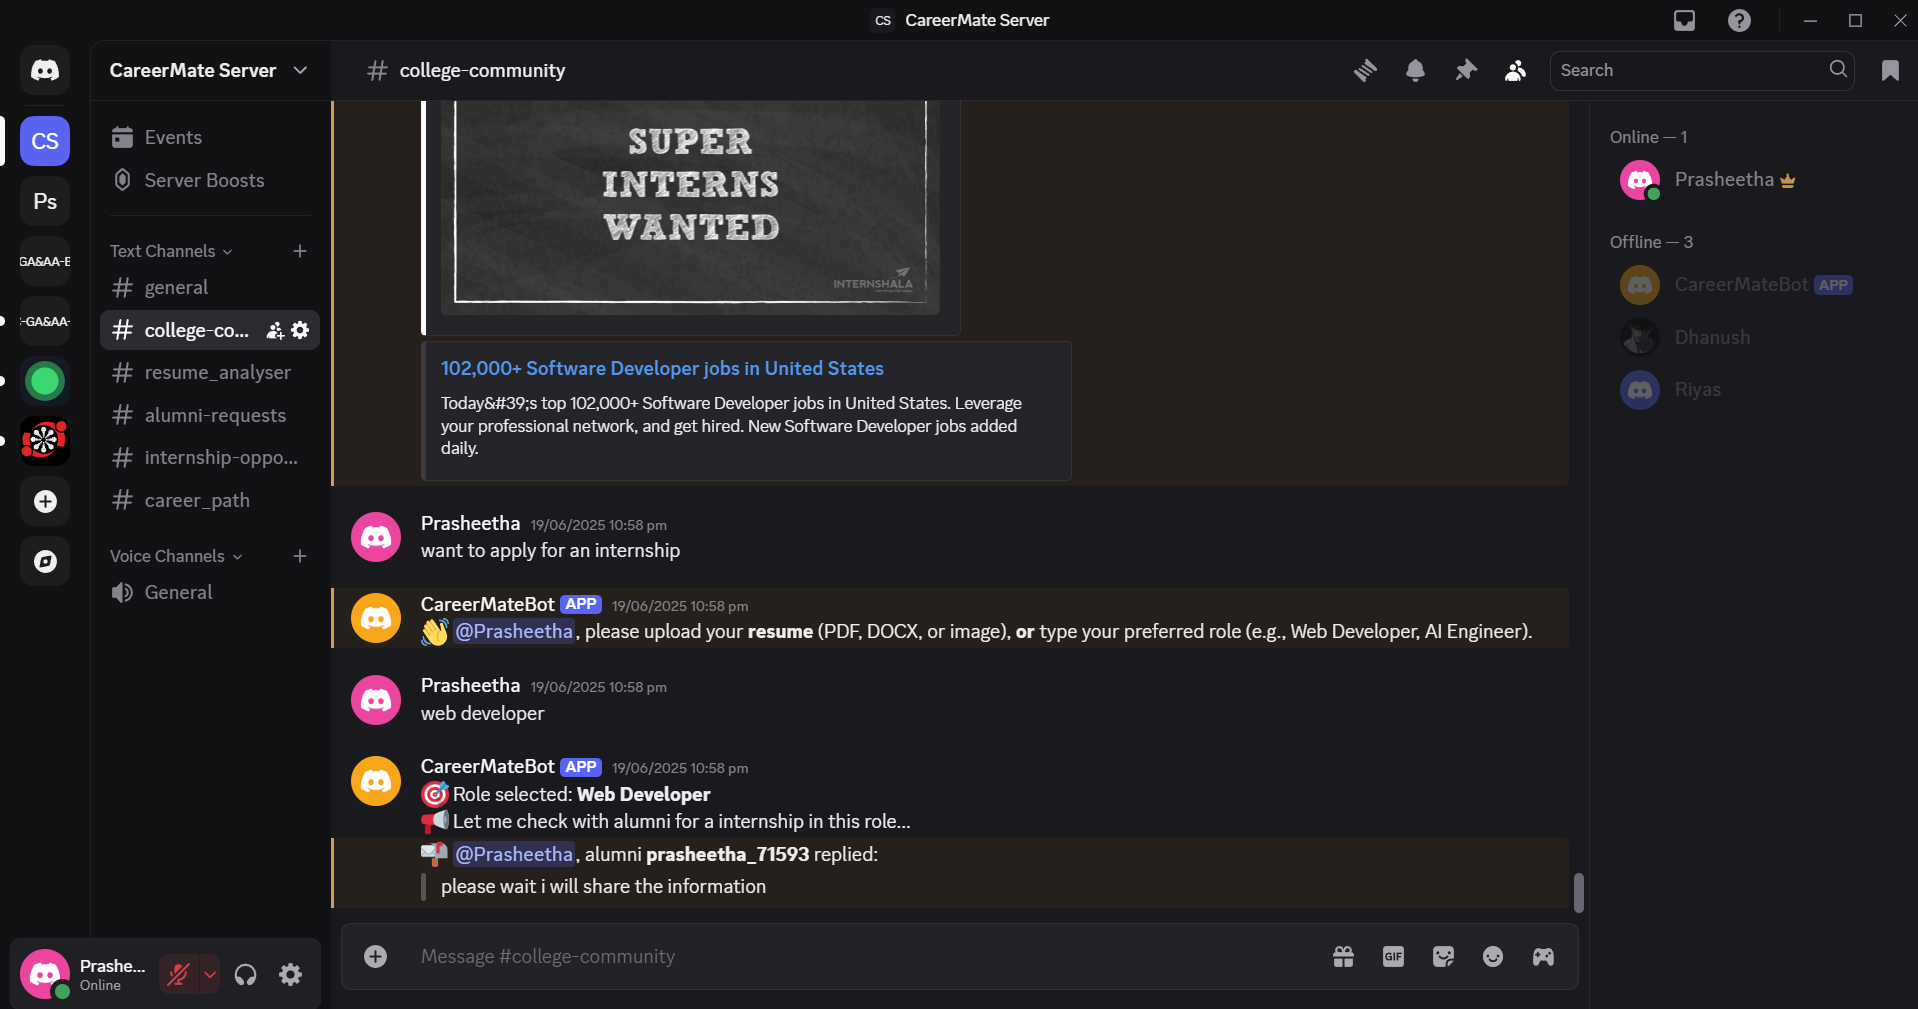 CS CareerMate Server
CareerMate Server
# college-community
Search
CS
Ps
GA&AA-E
-GA&AA-
Events
Server Boosts
Text Channels
general
college-co...
resume_analyser
alumni-requests
internship-oppo...
career_path
Voice Channels
General
SUPER
INTERNS
WANTED
INTERNSHALA
102,000+ Software Developer jobs in United States
Today&#39;s top 102,000+ Software Developer jobs in United States. Leverage
your professional network, and get hired. New Software Developer jobs added
daily.
Prasheetha 19/06/2025 10:58 pm
want to apply for an internship
CareerMateBot APP 19/06/2025 10:58 pm
@Prasheetha, please upload your resume (PDF, DOCX, or image), or type your preferred role (e.g., Web Developer, AI Engineer).
Prasheetha 19/06/2025 10:58 pm
web developer
CareerMateBot APP 19/06/2025 10:58 pm
Role selected: Web Developer
Let me check with alumni for a internship in this role...
@Prasheetha, alumni prasheetha_71593 replied:
please wait i will share the information
Message #college-community
GIF
Online — 1
Prasheetha
Offline — 3
CareerMateBot APP
Dhanush
Riyas
Prashe...
Online